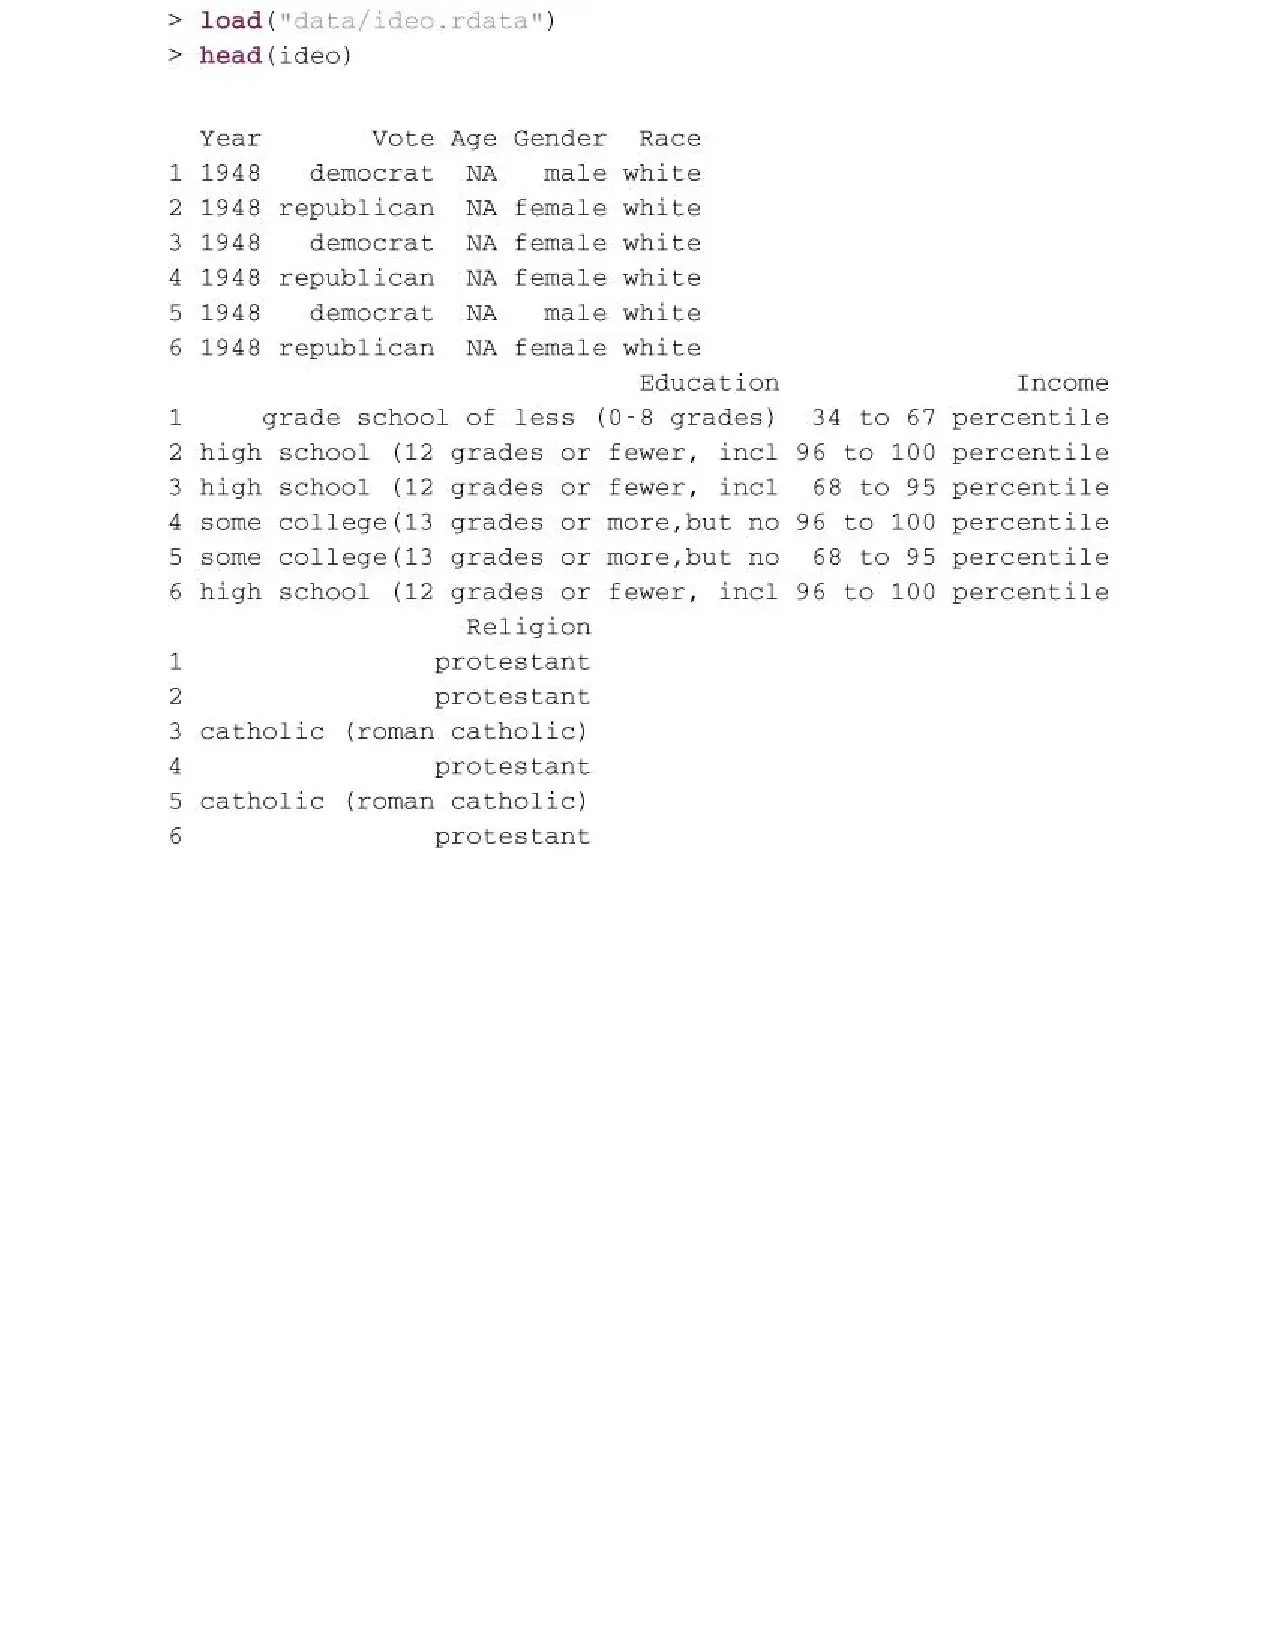 > load("data/ideo.rdata")
> head(ideo)
  Year       Vote Age Gender  Race
1 1948   democrat  NA   male white
2 1948 republican  NA female white
3 1948   democrat  NA female white
4 1948 republican  NA female white
5 1948   democrat  NA   male white
6 1948 republican  NA female white
                              Education               Income
1     grade school of less (0-8 grades)  34 to 67 percentile
2 high school (12 grades or fewer, incl 96 to 100 percentile
3 high school (12 grades or fewer, incl  68 to 95 percentile
4 some college(13 grades or more,but no 96 to 100 percentile
5 some college(13 grades or more,but no  68 to 95 percentile
6 high school (12 grades or fewer, incl 96 to 100 percentile
                   Religion
1                protestant
2                protestant
3 catholic (roman catholic)
4                protestant
5 catholic (roman catholic)
6                protestant